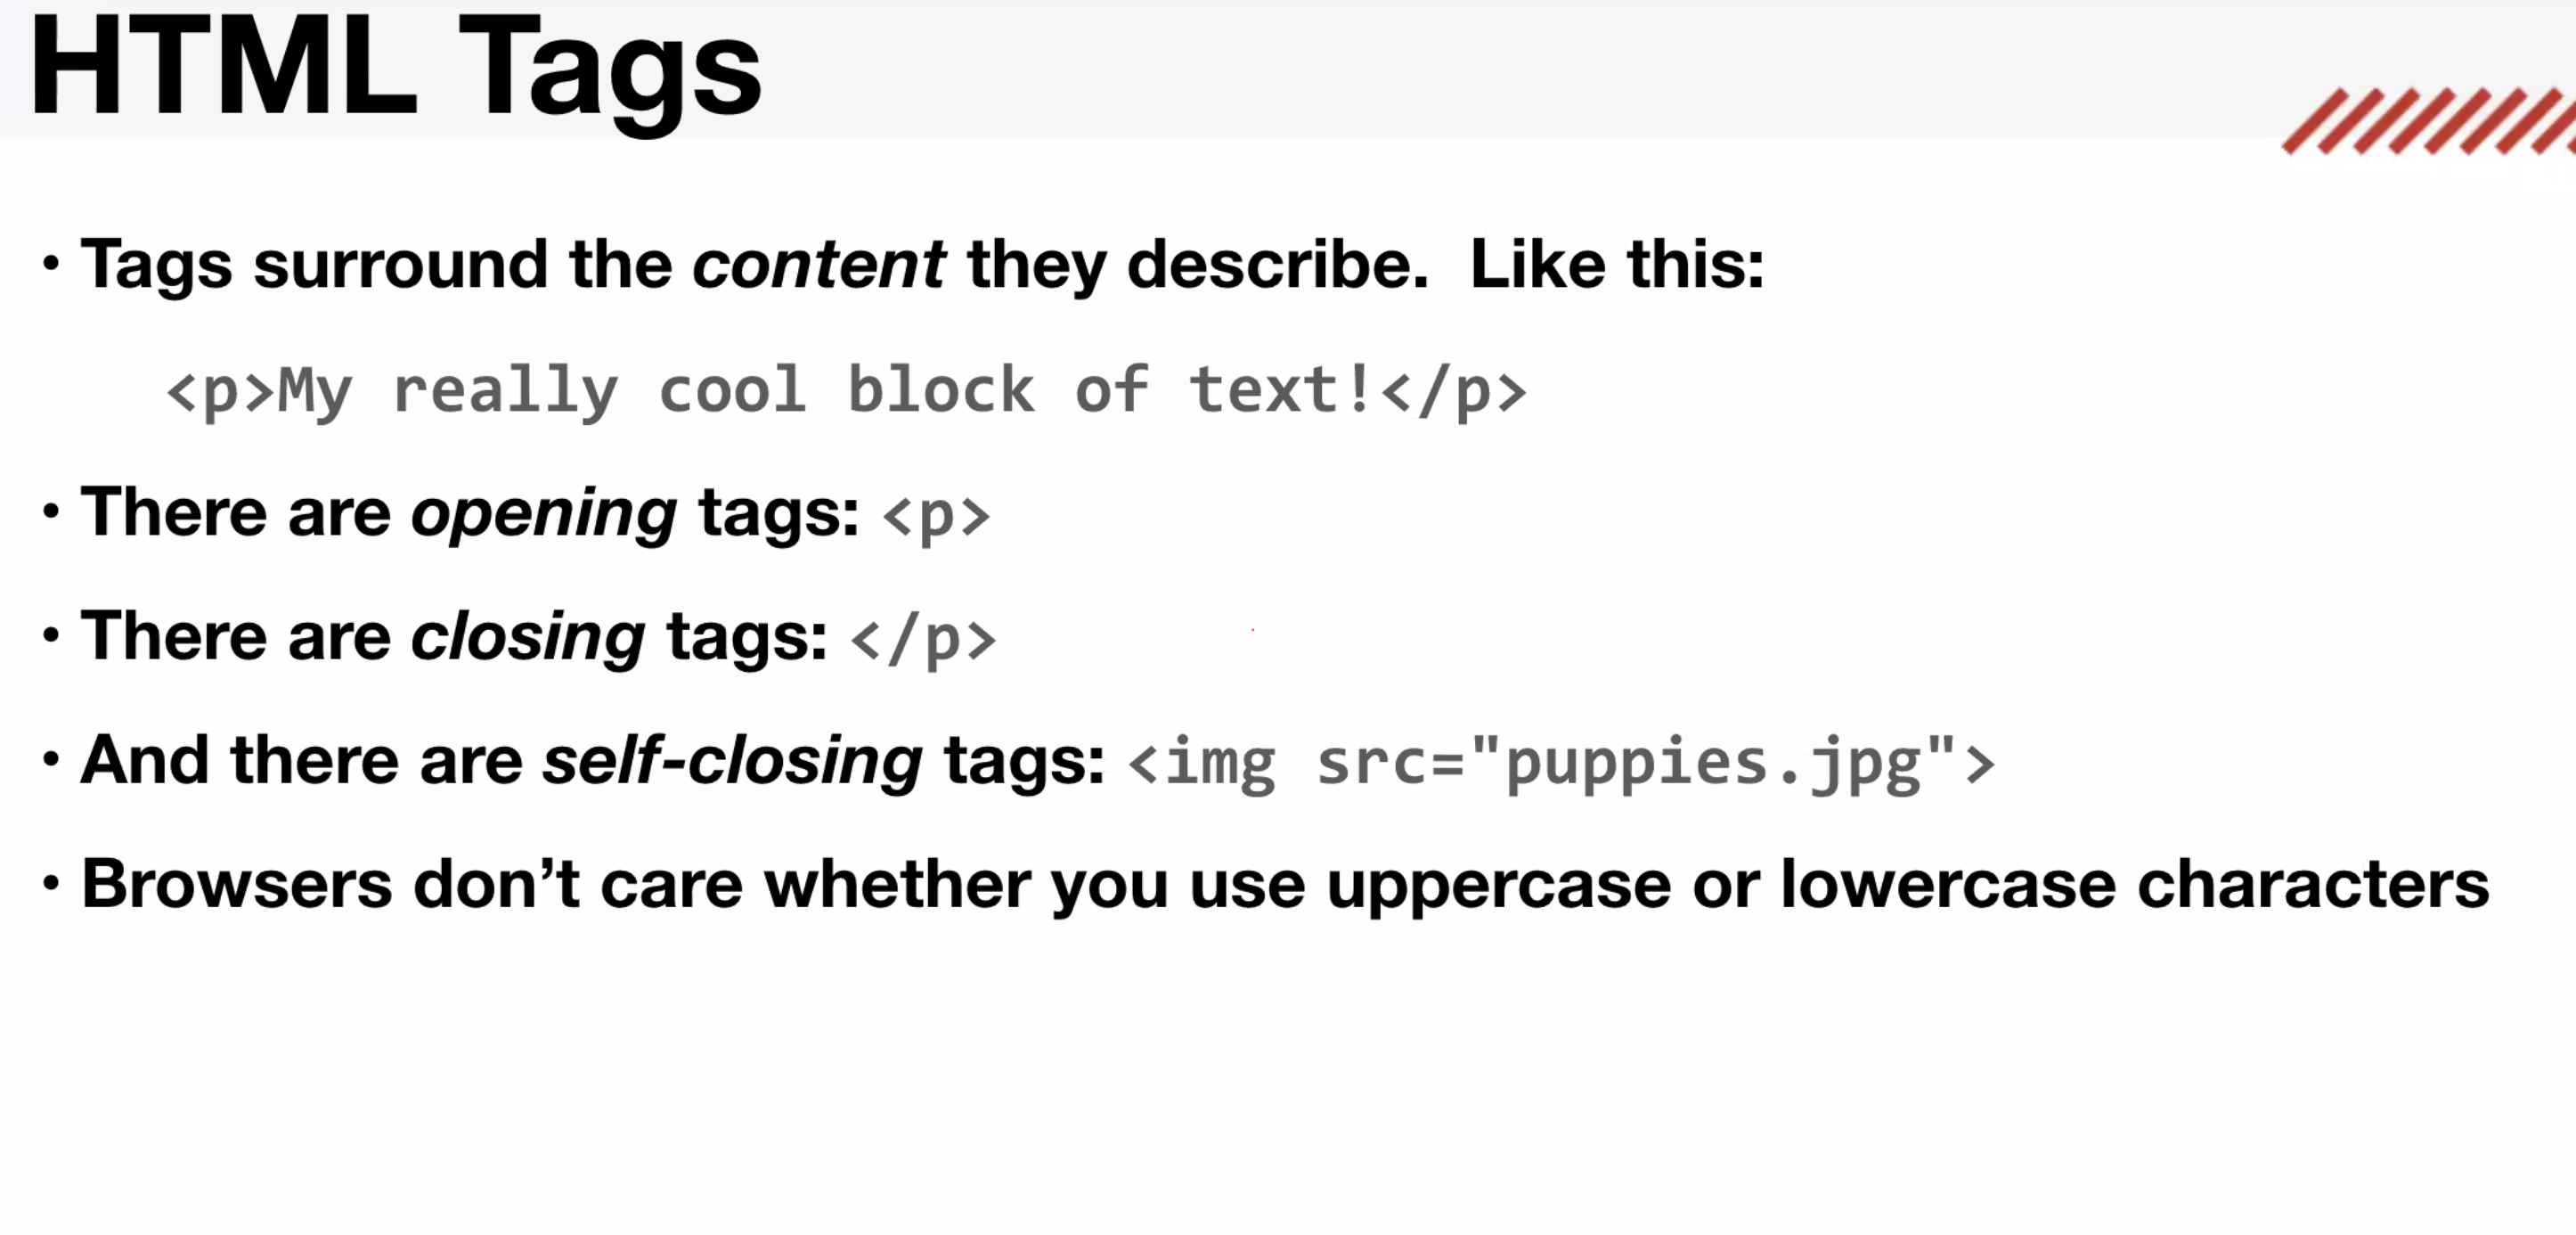 HTML Tags
• Tags surround the content they describe.  Like this:
<p>My really cool block of text!</p>
• There are opening tags: <p>
• There are closing tags: </p>
• And there are self-closing tags: <img src="puppies.jpg">
• Browsers don’t care whether you use uppercase or lowercase characters